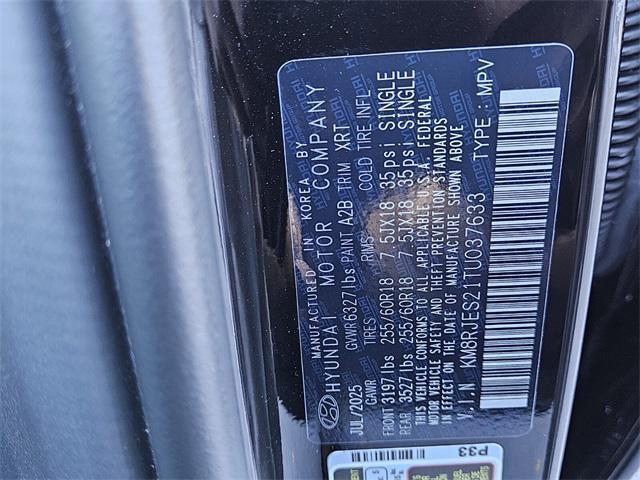 MANUFACTURED IN KOREA BY
HYUNDAI MOTOR COMPANY
JUL/2025 GVWR 6327lbs PAINT A2B TRIM XRT
GAWR TIRES RIMS COLD TIRE INFL
FRONT 3197lbs 255/60R18 7.5JX18 35psi SINGLE
REAR 3527lbs 255/60R18 7.5JX18 35psi SINGLE
THIS VEHICLE CONFORMS TO ALL APPLICABLE U.S.A. FEDERAL
MOTOR VEHICLE SAFETY AND THEFT PREVENTION STANDARDS
IN EFFECT ON THE DATE OF MANUFACTURE SHOWN ABOVE
V.I.N KM8RJES21TU037633 TYPE : MPV
P33